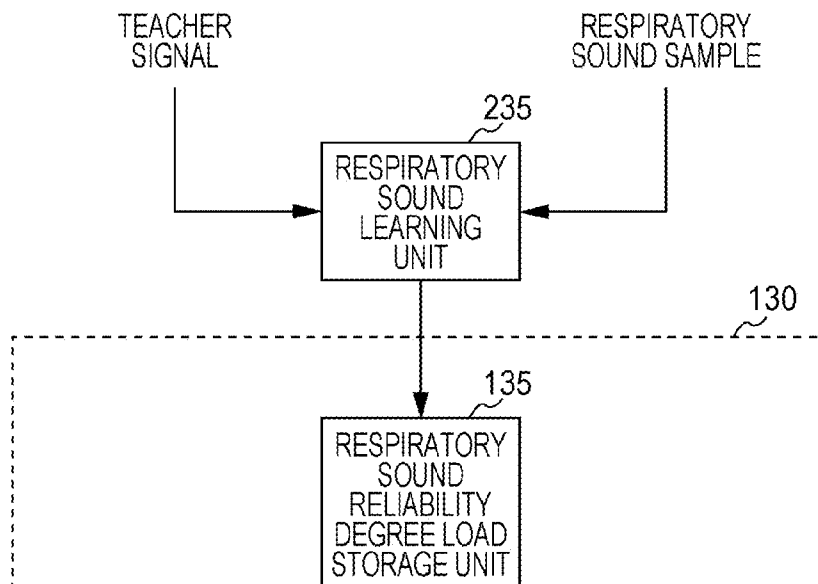 TEACHER
SIGNAL
RESPIRATORY
SOUND SAMPLE
235
RESPIRATORY
SOUND
LEARNING
UNIT
130
135
RESPIRATORY
SOUND
RELIABILITY
DEGREE LOAD
STORAGE UNIT